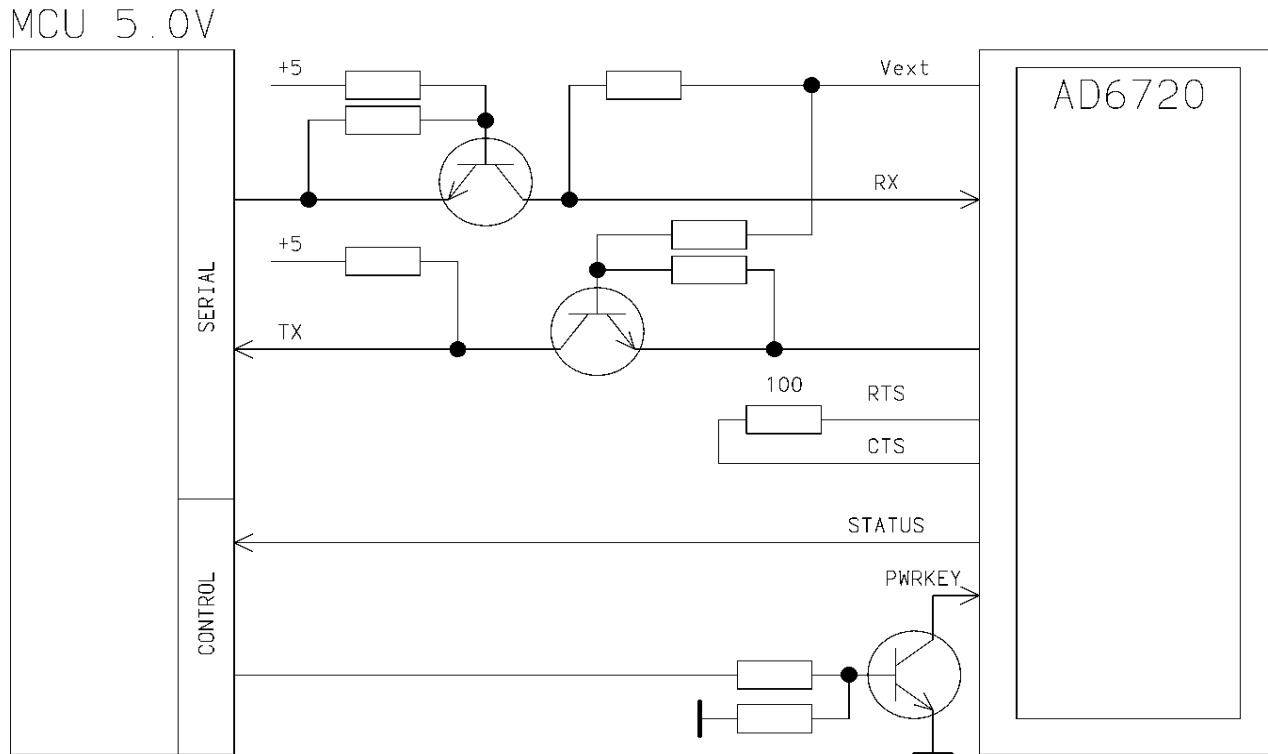 MCU 5.0V
+5
Vext
AD6720
RX
+5
SERIAL
TX
100
RTS
CTS
STATUS
PWRKEY
CONTROL